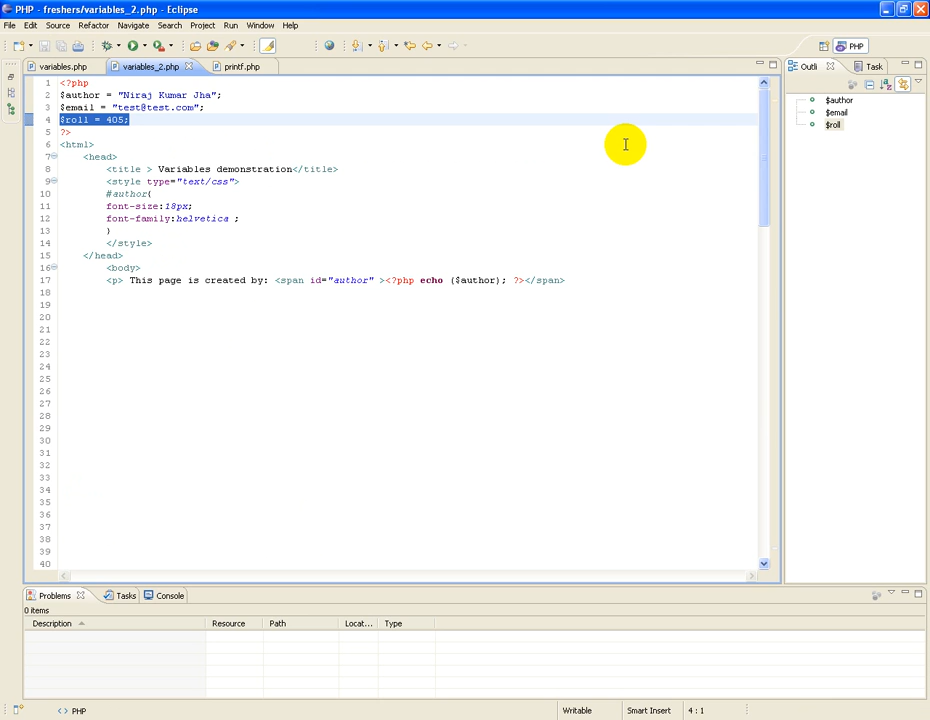 PHP - freshers/variables_2.php - Eclipse
File Edit Source Refactor Navigate Search Project Run Window Help
PHP
variables.php variables_2.php printf.php
Outli Task
1 <?php
2 $author = "Niraj Kumar Jha";
3 $email = "test@test.com";
4 $roll = 405;
5 ?>
6 <html>
7 <head>
8 <title > Variables demonstration</title>
9 <style type="text/css">
10 #author(
11 font-size:18px;
12 font-family:helvetica ;
13 )
14 </style>
15 </head>
16 <body>
17 <p> This page is created by: <span id="author" ><?php echo ($author); ?></span>
18
19
20
21
22
23
24
25
26
27
28
29
30
31
32
33
34
35
36
37
38
39
40
$author
$email
$roll
Problems Tasks Console
0 items
Description Resource Path Locat... Type
<> PHP Writable Smart Insert 4 : 1